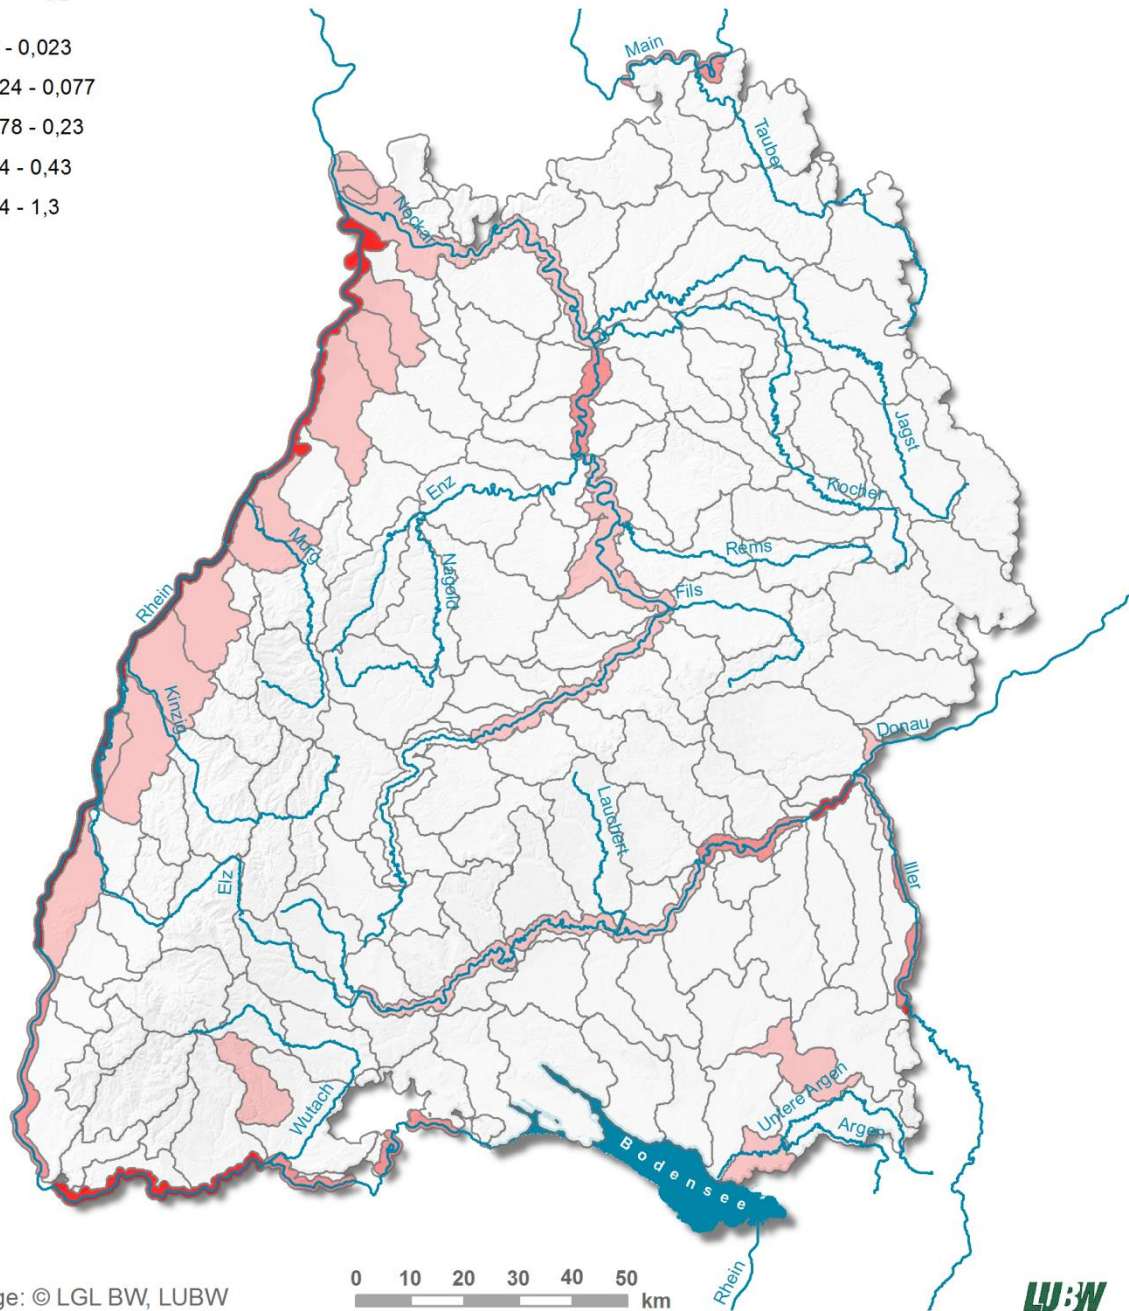 - 0,023
24 - 0,077
78 - 0,23
4 - 0,43
4 - 1,3
Main
Tauber
Neckar
Jagst
Enz
Kocher
Murg
Rems
Nagold
Rhein
Fils
Kinzig
Donau
Lauchert
Iller
Elz
Untere Argen
Wutach
Argen
Bodensee
Rhein
0 10 20 30 40 50
km
ge: © LGL BW, LUBW
LUBW